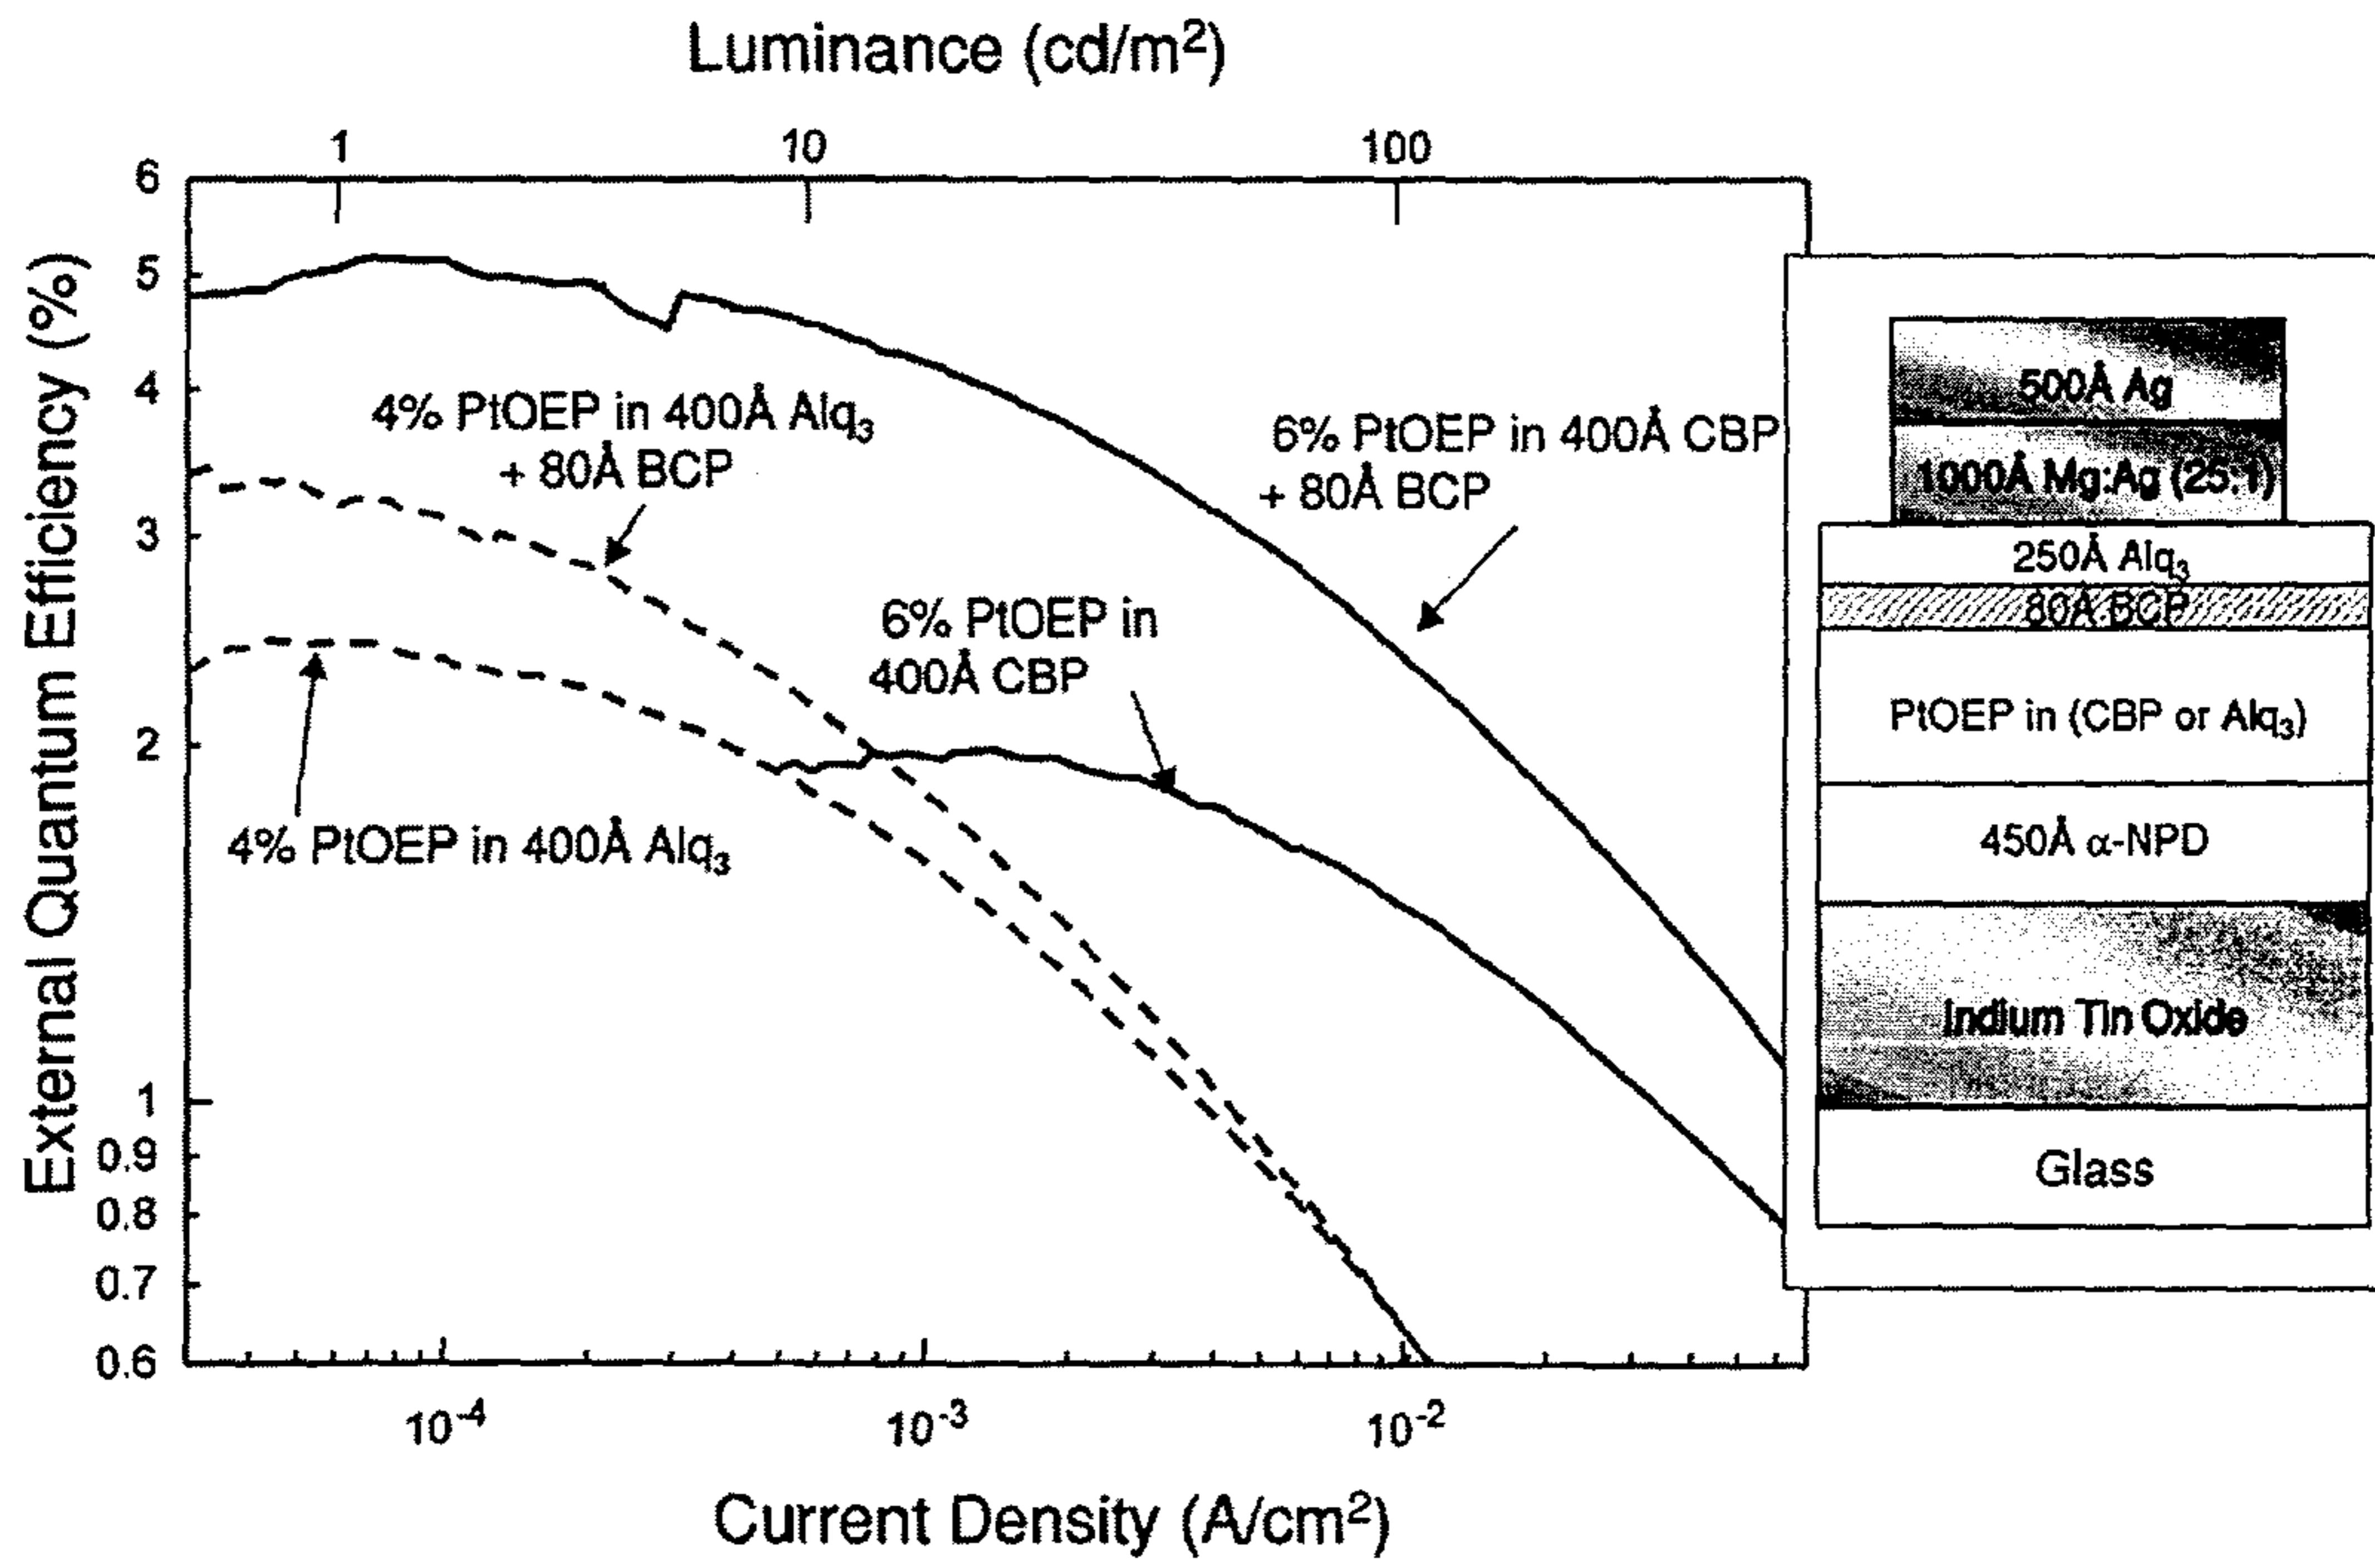 Luminance (cd/m²)
1 10 100
External Quantum Efficiency (%)
6
5
4
3
2
1
0.9
0.8
0.7
0.6
4% PtOEP in 400Å Alq₃
+ 80Å BCP
6% PtOEP in 400Å CBP
+ 80Å BCP
6% PtOEP in
400Å CBP
4% PtOEP in 400Å Alq₃
10⁻⁴ 10⁻³ 10⁻²
Current Density (A/cm²)
500Å Ag
1000Å Mg:Ag (25:1)
250Å Alq₃
80Å BCP
PtOEP in (CBP or Alq₃)
450Å α-NPD
Indium Tin Oxide
Glass